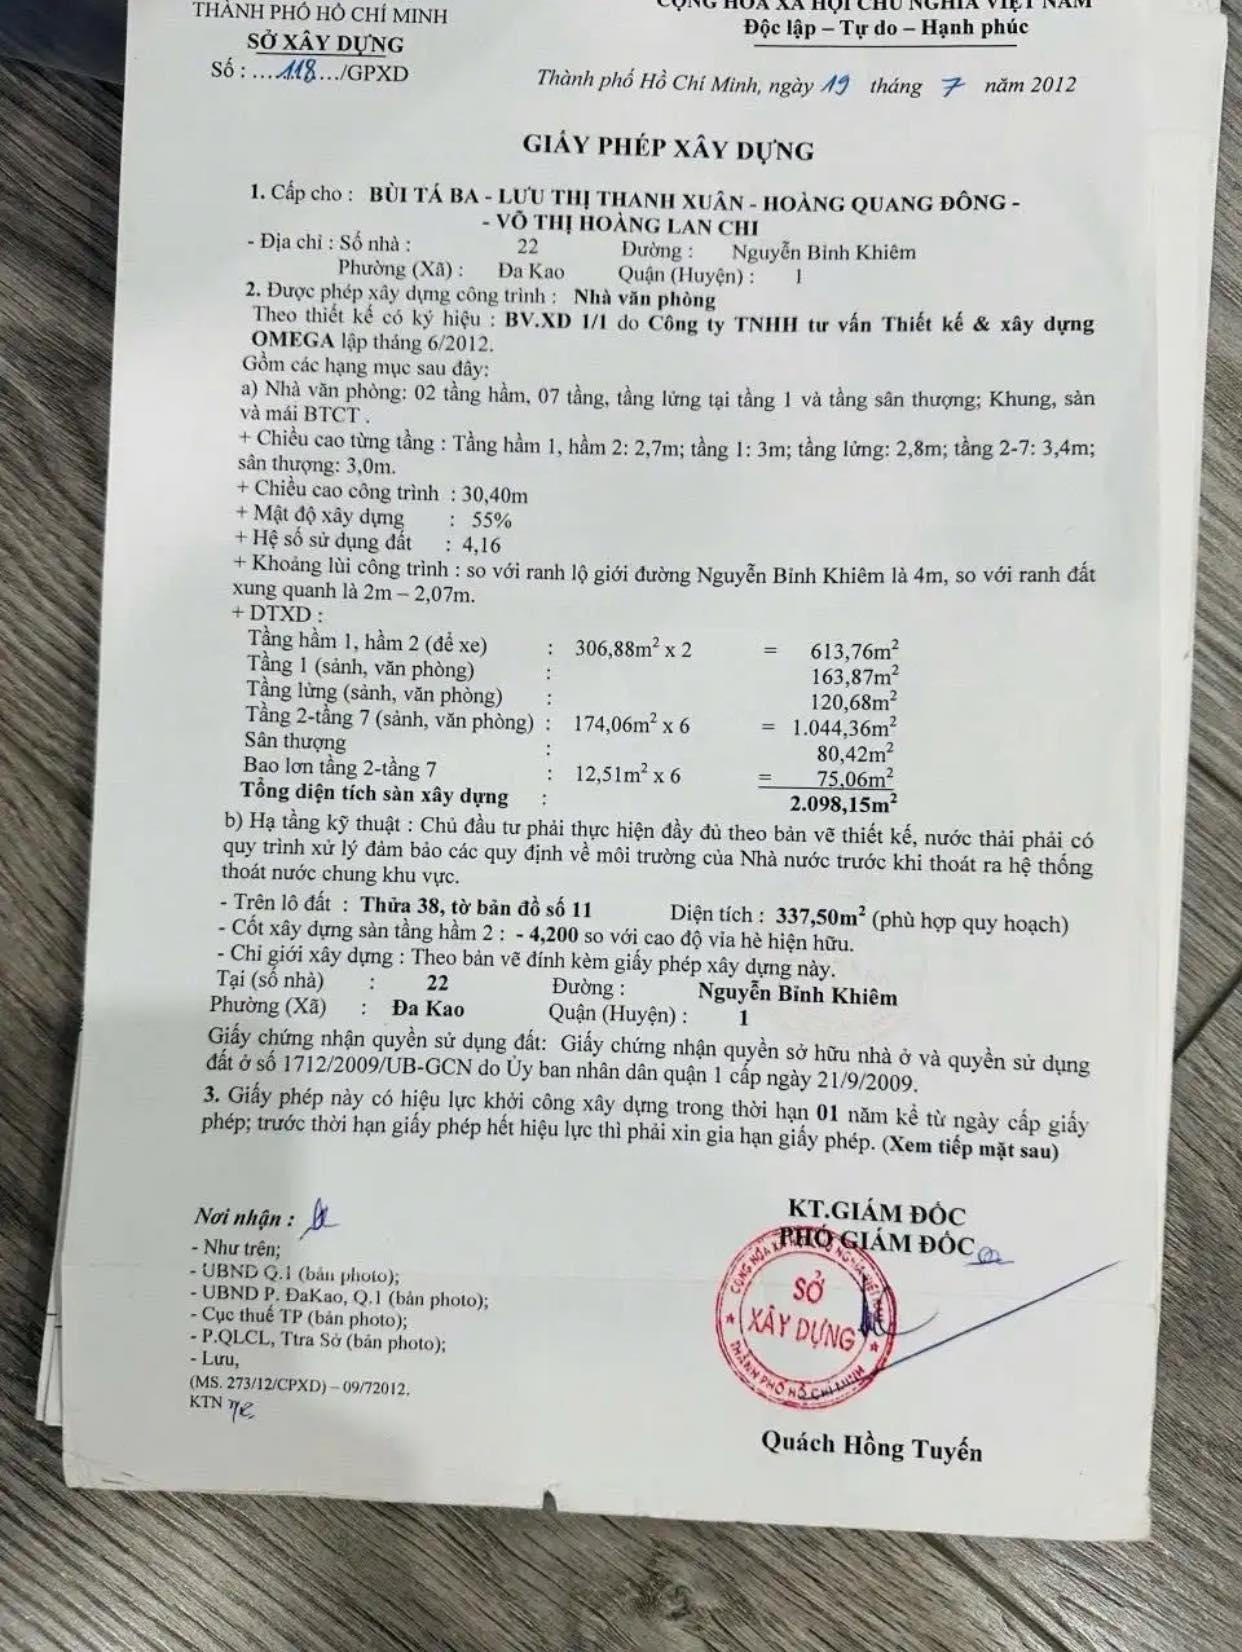 THÀNH PHỐ HỒ CHÍ MINH
SỞ XÂY DỰNG
Số : ...118.../GPXD
CỘNG HÒA XÃ HỘI CHỦ NGHĨA VIỆT NAM
Độc lập – Tự do – Hạnh phúc
Thành phố Hồ Chí Minh, ngày 19 tháng 7 năm 2012
GIẤY PHÉP XÂY DỰNG
1. Cấp cho : BÙI TÁ BA - LƯU THỊ THANH XUÂN - HOÀNG QUANG ĐÔNG -
- VÕ THỊ HOÀNG LAN CHI
- Địa chỉ : Số nhà : 22 Đường : Nguyễn Bỉnh Khiêm
Phường (Xã) : Đa Kao Quận (Huyện) : 1
2. Được phép xây dựng công trình : Nhà văn phòng
Theo thiết kế có ký hiệu : BV.XD 1/1 do Công ty TNHH tư vấn Thiết kế & xây dựng
OMEGA lập tháng 6/2012.
Gồm các hạng mục sau đây:
a) Nhà văn phòng: 02 tầng hầm, 07 tầng, tầng lửng tại tầng 1 và tầng sân thượng; Khung, sàn
và mái BTCT .
+ Chiều cao từng tầng : Tầng hầm 1, hầm 2: 2,7m; tầng 1: 3m; tầng lửng: 2,8m; tầng 2-7: 3,4m;
sân thượng: 3,0m.
+ Chiều cao công trình : 30,40m
+ Mật độ xây dựng : 55%
+ Hệ số sử dụng đất : 4,16
+ Khoảng lùi công trình : so với ranh lộ giới đường Nguyễn Bỉnh Khiêm là 4m, so với ranh đất
xung quanh là 2m – 2,07m.
+ DTXD :
Tầng hầm 1, hầm 2 (để xe) : 306,88m² x 2 = 613,76m²
Tầng 1 (sảnh, văn phòng) : 163,87m²
Tầng lửng (sảnh, văn phòng) : 120,68m²
Tầng 2-tầng 7 (sảnh, văn phòng) : 174,06m² x 6 = 1.044,36m²
Sân thượng : 80,42m²
Bao lơn tầng 2-tầng 7 : 12,51m² x 6 = 75,06m²
Tổng diện tích sàn xây dựng : 2.098,15m²
b) Hạ tầng kỹ thuật : Chủ đầu tư phải thực hiện đầy đủ theo bản vẽ thiết kế, nước thải phải có
quy trình xử lý đảm bảo các quy định về môi trường của Nhà nước trước khi thoát ra hệ thống
thoát nước chung khu vực.
- Trên lô đất : Thửa 38, tờ bản đồ số 11 Diện tích : 337,50m² (phù hợp quy hoạch)
- Cốt xây dựng sàn tầng hầm 2 : - 4,200 so với cao độ vỉa hè hiện hữu.
- Chỉ giới xây dựng : Theo bản vẽ đính kèm giấy phép xây dựng này.
Tại (số nhà) : 22 Đường : Nguyễn Bỉnh Khiêm
Phường (Xã) : Đa Kao Quận (Huyện) : 1
Giấy chứng nhận quyền sử dụng đất: Giấy chứng nhận quyền sở hữu nhà ở và quyền sử dụng
đất ở số 1712/2009/UB-GCN do Ủy ban nhân dân quận 1 cấp ngày 21/9/2009.
3. Giấy phép này có hiệu lực khởi công xây dựng trong thời hạn 01 năm kể từ ngày cấp giấy
phép; trước thời hạn giấy phép hết hiệu lực thì phải xin gia hạn giấy phép. (Xem tiếp mặt sau)
Nơi nhận :
- Như trên;
- UBND Q.1 (bản photo);
- UBND P. ĐaKao, Q.1 (bản photo);
- Cục thuế TP (bản photo);
- P.QLCL, Ttra Sở (bản photo);
- Lưu,
(MS. 273/12/CPXD) – 09/72012.
KTN
KT.GIÁM ĐỐC
PHÓ GIÁM ĐỐC
CỘNG HÒA XÃ HỘI CHỦ NGHĨA VIỆT NAM
SỞ
XÂY DỰNG
THÀNH PHỐ HỒ CHÍ MINH
Quách Hồng Tuyến